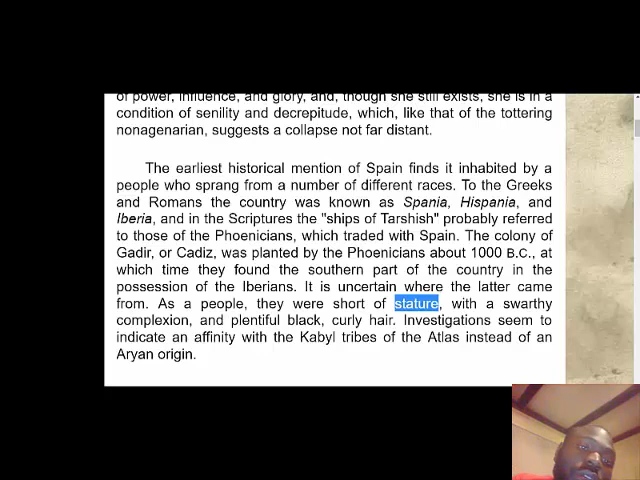 of power, influence, and glory, and, though she still exists, she is in a
condition of senility and decrepitude, which, like that of the tottering
nonagenarian, suggests a collapse not far distant.
The earliest historical mention of Spain finds it inhabited by a
people who sprang from a number of different races. To the Greeks
and Romans the country was known as Spania, Hispania, and
Iberia, and in the Scriptures the "ships of Tarshish" probably referred
to those of the Phoenicians, which traded with Spain. The colony of
Gadir, or Cadiz, was planted by the Phoenicians about 1000 B.C., at
which time they found the southern part of the country in the
possession of the Iberians. It is uncertain where the latter came
from. As a people, they were short of stature, with a swarthy
complexion, and plentiful black, curly hair. Investigations seem to
indicate an affinity with the Kabyl tribes of the Atlas instead of an
Aryan origin.